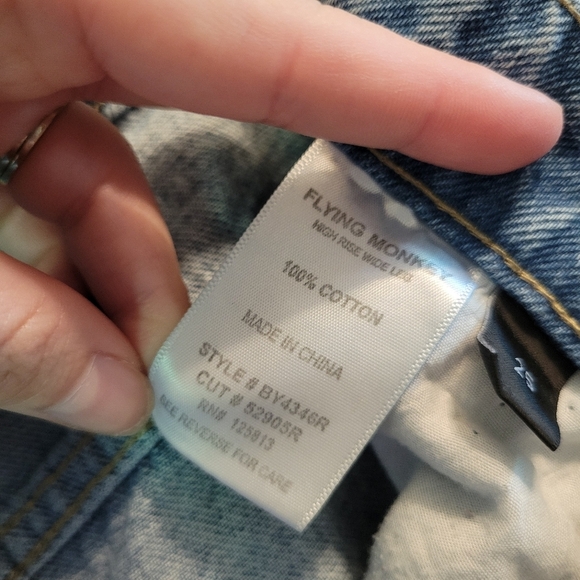 FLYING MONKEY
HIGH RISE WIDE LEG
100% COTTON
MADE IN CHINA
STYLE # BY4346R
CUT # 52905R
RN# 125813
SEE REVERSE FOR CARE